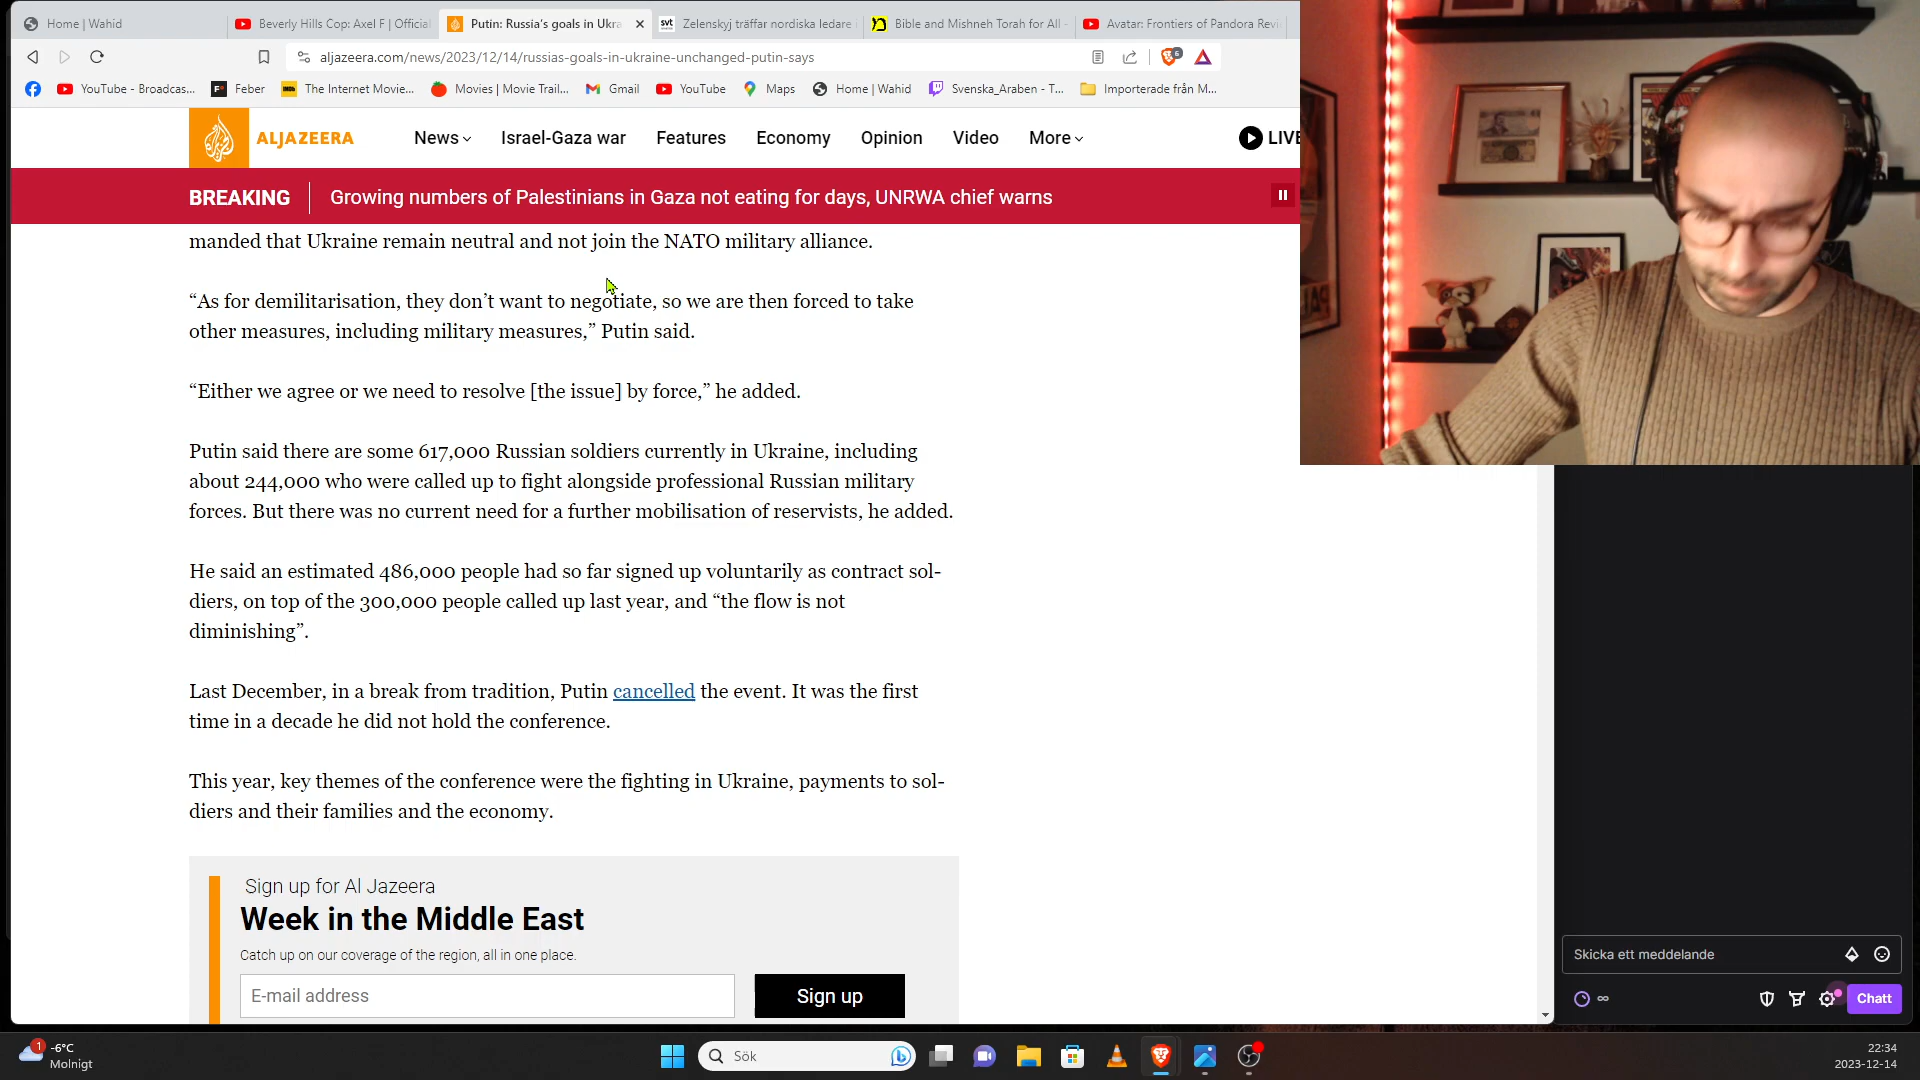 Home | Wahid
Beverly Hills Cop: Axel F | Official
Putin: Russia's goals in Ukra
svt
Zelenskyj träffar nordiska ledare
Bible and Mishneh Torah for All -
Avatar: Frontiers of Pandora Revi
aljazeera.com/news/2023/12/14/russias-goals-in-ukraine-unchanged-putin-says
6
YouTube - Broadcas...
Feber
The Internet Movie...
Movies | Movie Trail...
Gmail
YouTube
Maps
Home | Wahid
Svenska_Araben - T...
Importerade från M...
ALJAZEERA
News
Israel-Gaza war
Features
Economy
Opinion
Video
More
LIVE
BREAKING
Growing numbers of Palestinians in Gaza not eating for days, UNRWA chief warns
manded that Ukraine remain neutral and not join the NATO military alliance.
“As for demilitarisation, they don’t want to negotiate, so we are then forced to take
other measures, including military measures,” Putin said.
“Either we agree or we need to resolve [the issue] by force,” he added.
Putin said there are some 617,000 Russian soldiers currently in Ukraine, including
about 244,000 who were called up to fight alongside professional Russian military
forces. But there was no current need for a further mobilisation of reservists, he added.
He said an estimated 486,000 people had so far signed up voluntarily as contract sol-
diers, on top of the 300,000 people called up last year, and “the flow is not
diminishing”.
Last December, in a break from tradition, Putin cancelled the event. It was the first
time in a decade he did not hold the conference.
This year, key themes of the conference were the fighting in Ukraine, payments to sol-
diers and their families and the economy.
Sign up for Al Jazeera
Week in the Middle East
Catch up on our coverage of the region, all in one place.
E-mail address
Sign up
Skicka ett meddelande
∞
Chatt
1
-6°C
Molnigt
Sök
22:34
2023-12-14